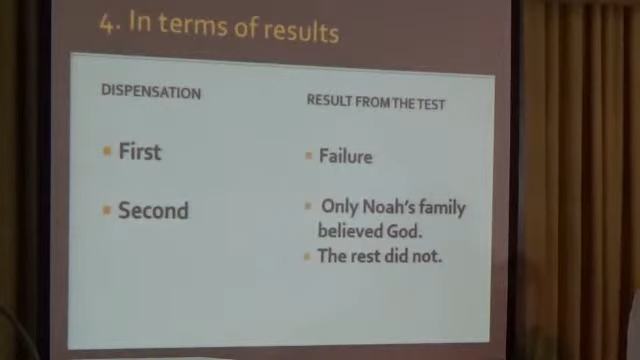 4. In terms of results
DISPENSATION
RESULT FROM THE TEST
▪ First
▪ Failure
▪ Second
▪ Only Noah's family
believed God.
▪ The rest did not.